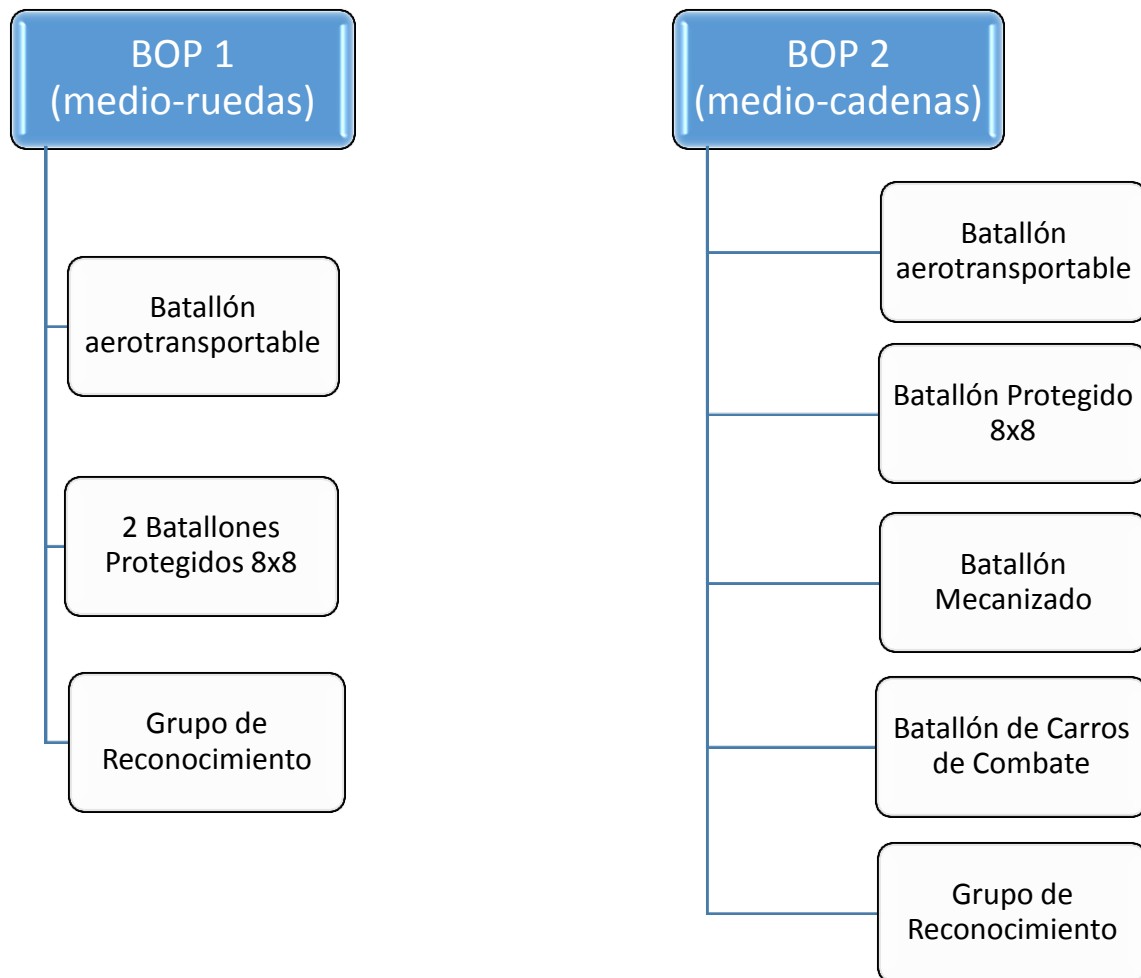 BOP 1
(medio-ruedas)
Batallón
aerotransportable
2 Batallones
Protegidos 8x8
Grupo de
Reconocimiento
BOP 2
(medio-cadenas)
Batallón
aerotransportable
Batallón Protegido
8x8
Batallón
Mecanizado
Batallón de Carros
de Combate
Grupo de
Reconocimiento